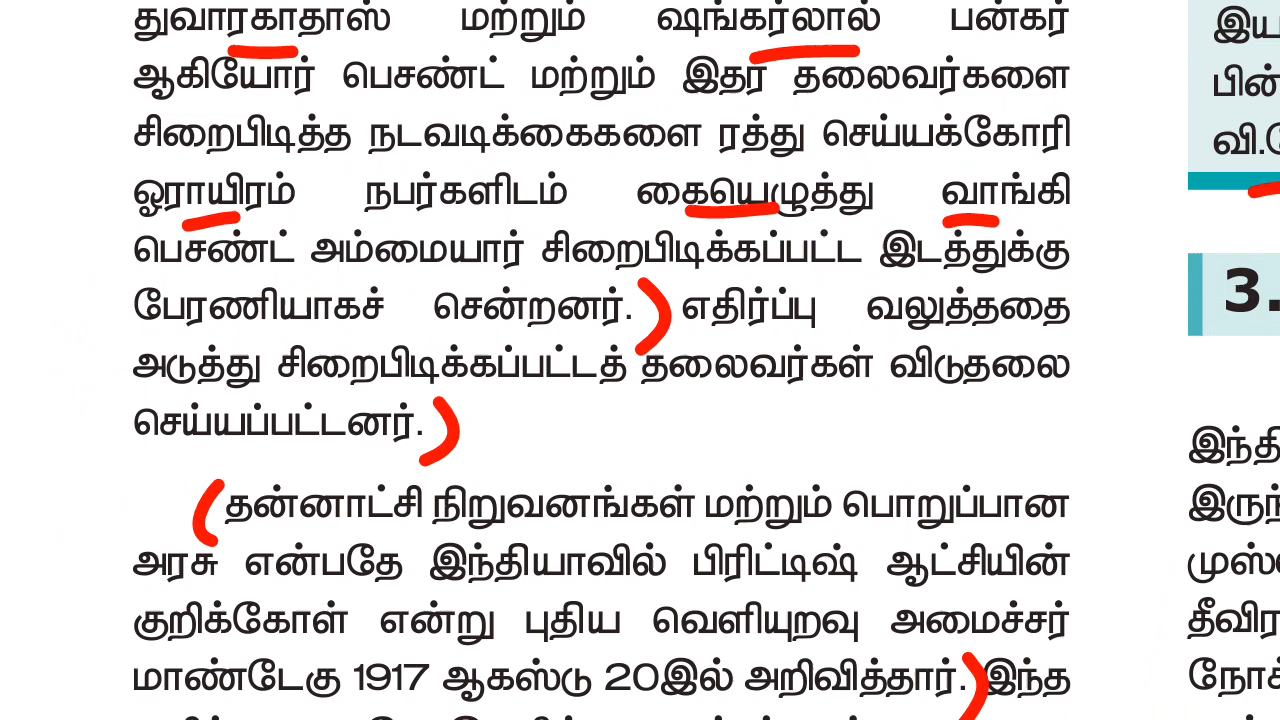 துவாரகாதாஸ் மற்றும் ஷங்கர்லால் பன்கர்
ஆகியோர் பெசண்ட் மற்றும் இதர தலைவர்களை
சிறைபிடித்த நடவடிக்கைகளை ரத்து செய்யக்கோரி
ஓராயிரம் நபர்களிடம் கையெழுத்து வாங்கி
பெசண்ட் அம்மையார் சிறைபிடிக்கப்பட்ட இடத்துக்கு
பேரணியாகச் சென்றனர். எதிர்ப்பு வலுத்ததை
அடுத்து சிறைபிடிக்கப்பட்டத் தலைவர்கள் விடுதலை
செய்யப்பட்டனர்.
தன்னாட்சி நிறுவனங்கள் மற்றும் பொறுப்பான
அரசு என்பதே இந்தியாவில் பிரிட்டிஷ் ஆட்சியின்
குறிக்கோள் என்று புதிய வெளியுறவு அமைச்சர்
மாண்டேகு 1917 ஆகஸ்டு 20இல் அறிவித்தார். இந்த
3.